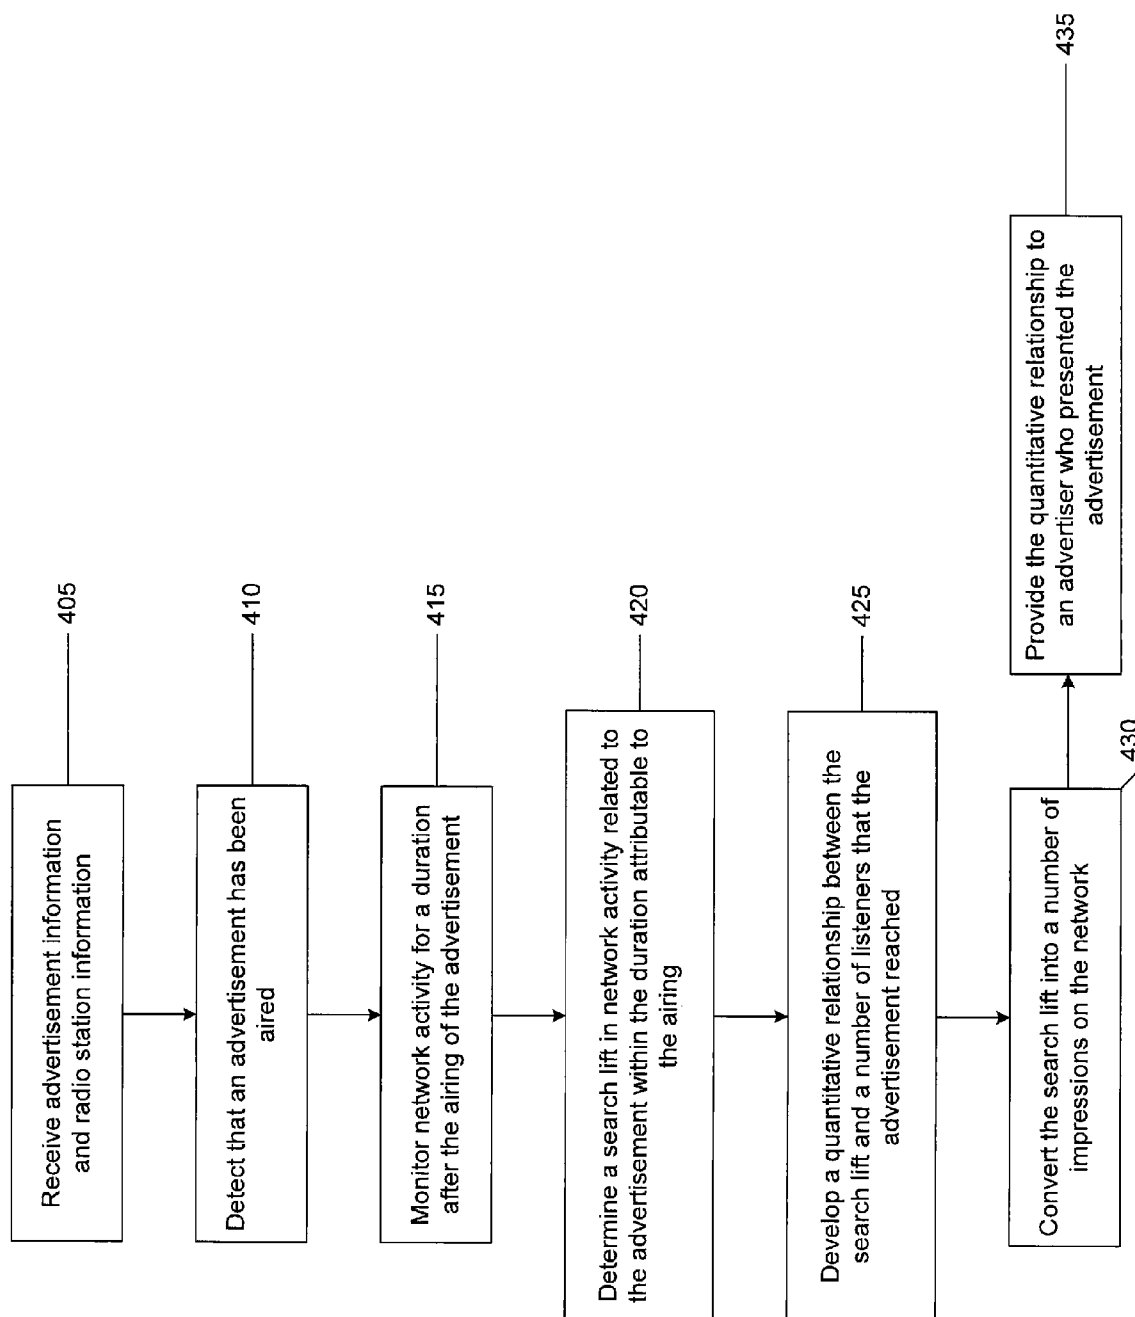 Receive advertisement information
and radio station information
405
Detect that an advertisement has been
aired
410
Monitor network activity for a duration
after the airing of the advertisement
415
Determine a search lift in network activity related to
the advertisement within the duration attributable to
the airing
420
Develop a quantitative relationship between the
search lift and a number of listeners that the
advertisement reached
425
Convert the search lift into a number of
impressions on the network
430
Provide the quantitative relationship to
an advertiser who presented the
advertisement
435